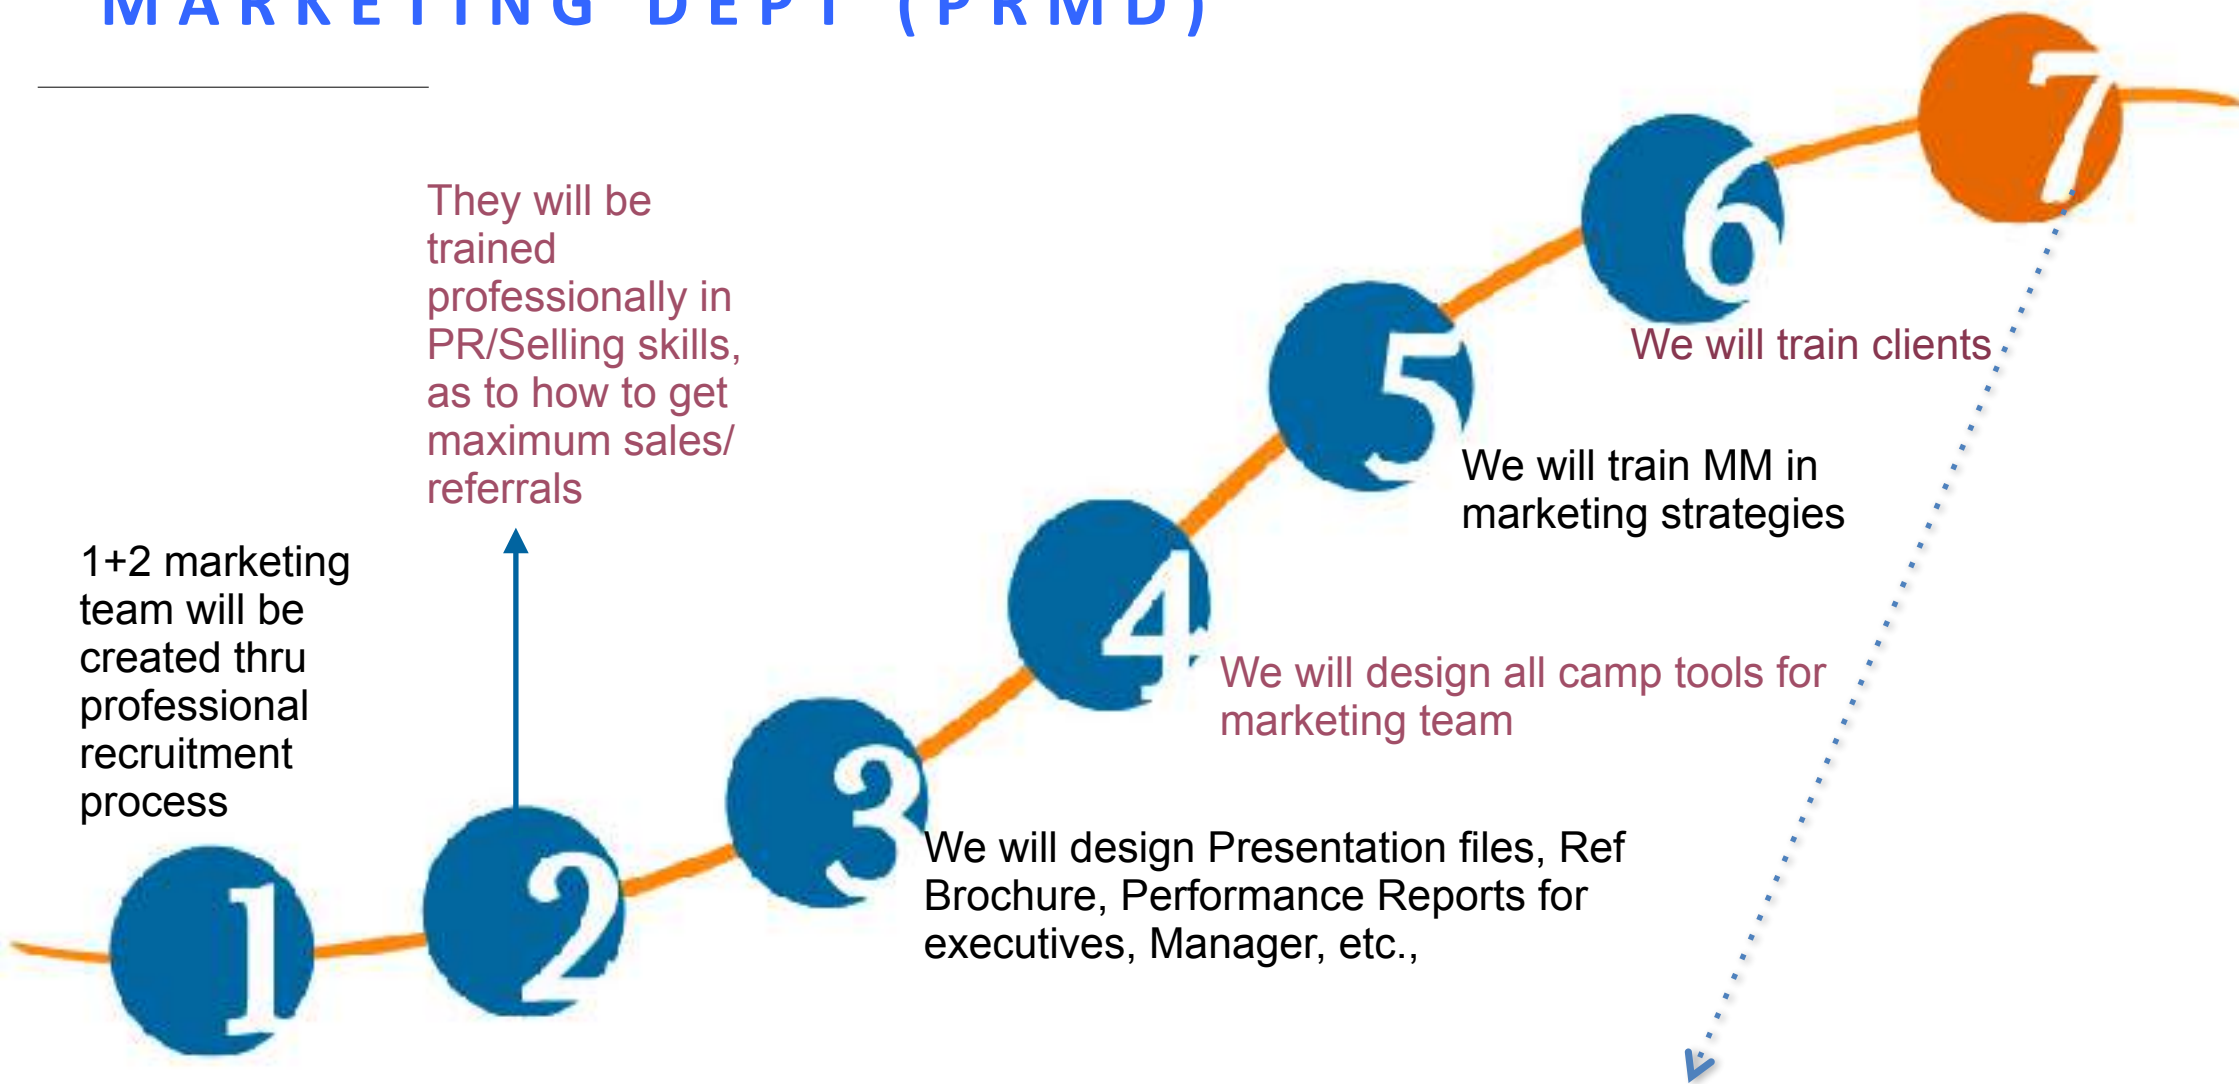 MARKETING DEPT (PRMD)
They will be
trained
professionally in
PR/Selling skills,
as to how to get
maximum sales/
referrals
1+2 marketing
team will be
created thru
professional
recruitment
process
1
2
3
We will design Presentation files, Ref
Brochure, Performance Reports for
executives, Manager, etc.,
4
We will design all camp tools for
marketing team
5
We will train MM in
marketing strategies
6
We will train clients
7